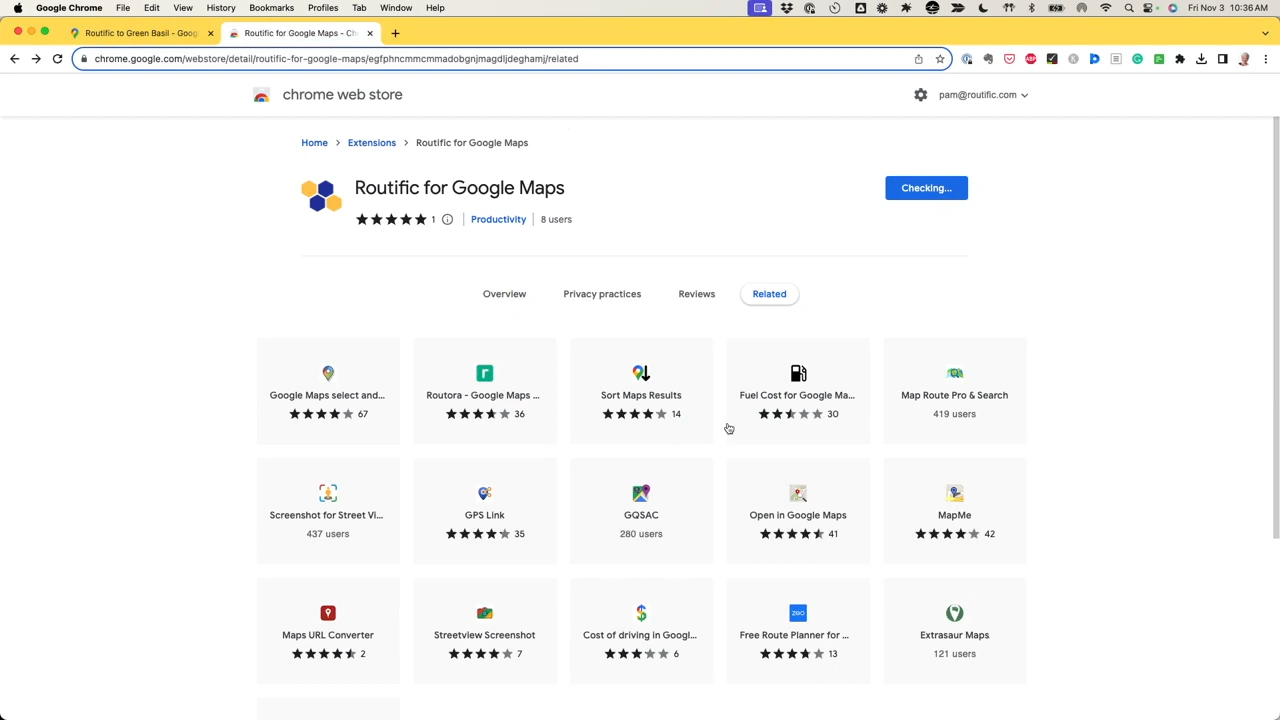 Google Chrome File Edit View History Bookmarks Profiles Tab Window Help Fri Nov 3 10:36 AM
Routific to Green Basil - Goog
Routific for Google Maps - Ch
chrome.google.com/webstore/detail/routific-for-google-maps/egfphncmmcmmadobgnjmagdljdeghamj/related
chrome web store
pam@routific.com
Home > Extensions > Routific for Google Maps
Routific for Google Maps
Checking...
1 Productivity 8 users
Overview Privacy practices Reviews Related
Google Maps select and... Routora - Google Maps ... Sort Maps Results Fuel Cost for Google Ma... Map Route Pro & Search
67 36 14 30 419 users
Screenshot for Street Vi... GPS Link GQSAC Open in Google Maps MapMe
437 users 35 280 users 41 42
zeo
Maps URL Converter Streetview Screenshot Cost of driving in Googl... Free Route Planner for ... Extrasaur Maps
2 7 6 13 121 users